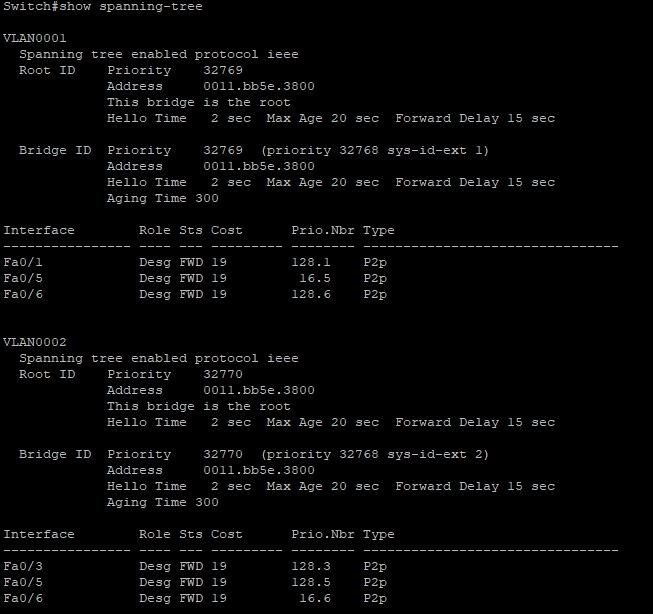 Switch#show spanning-tree
VLAN0001
Spanning tree enabled protocol ieee
Root ID Priority 32769
Address 0011.bb5e.3800
This bridge is the root
Hello Time 2 sec Max Age 20 sec Forward Delay 15 sec
Bridge ID Priority 32769 (priority 32768 sys-id-ext 1)
Address 0011.bb5e.3800
Hello Time 2 sec Max Age 20 sec Forward Delay 15 sec
Aging Time 300
Interface Role Sts Cost Prio.Nbr Type
---------------- ---- --- --------- -------- --------------------------------
Fa0/1 Desg FWD 19 128.1 P2p
Fa0/5 Desg FWD 19 16.5 P2p
Fa0/6 Desg FWD 19 128.6 P2p
VLAN0002
Spanning tree enabled protocol ieee
Root ID Priority 32770
Address 0011.bb5e.3800
This bridge is the root
Hello Time 2 sec Max Age 20 sec Forward Delay 15 sec
Bridge ID Priority 32770 (priority 32768 sys-id-ext 2)
Address 0011.bb5e.3800
Hello Time 2 sec Max Age 20 sec Forward Delay 15 sec
Aging Time 300
Interface Role Sts Cost Prio.Nbr Type
---------------- ---- --- --------- -------- --------------------------------
Fa0/3 Desg FWD 19 128.3 P2p
Fa0/5 Desg FWD 19 128.5 P2p
Fa0/6 Desg FWD 19 16.6 P2p